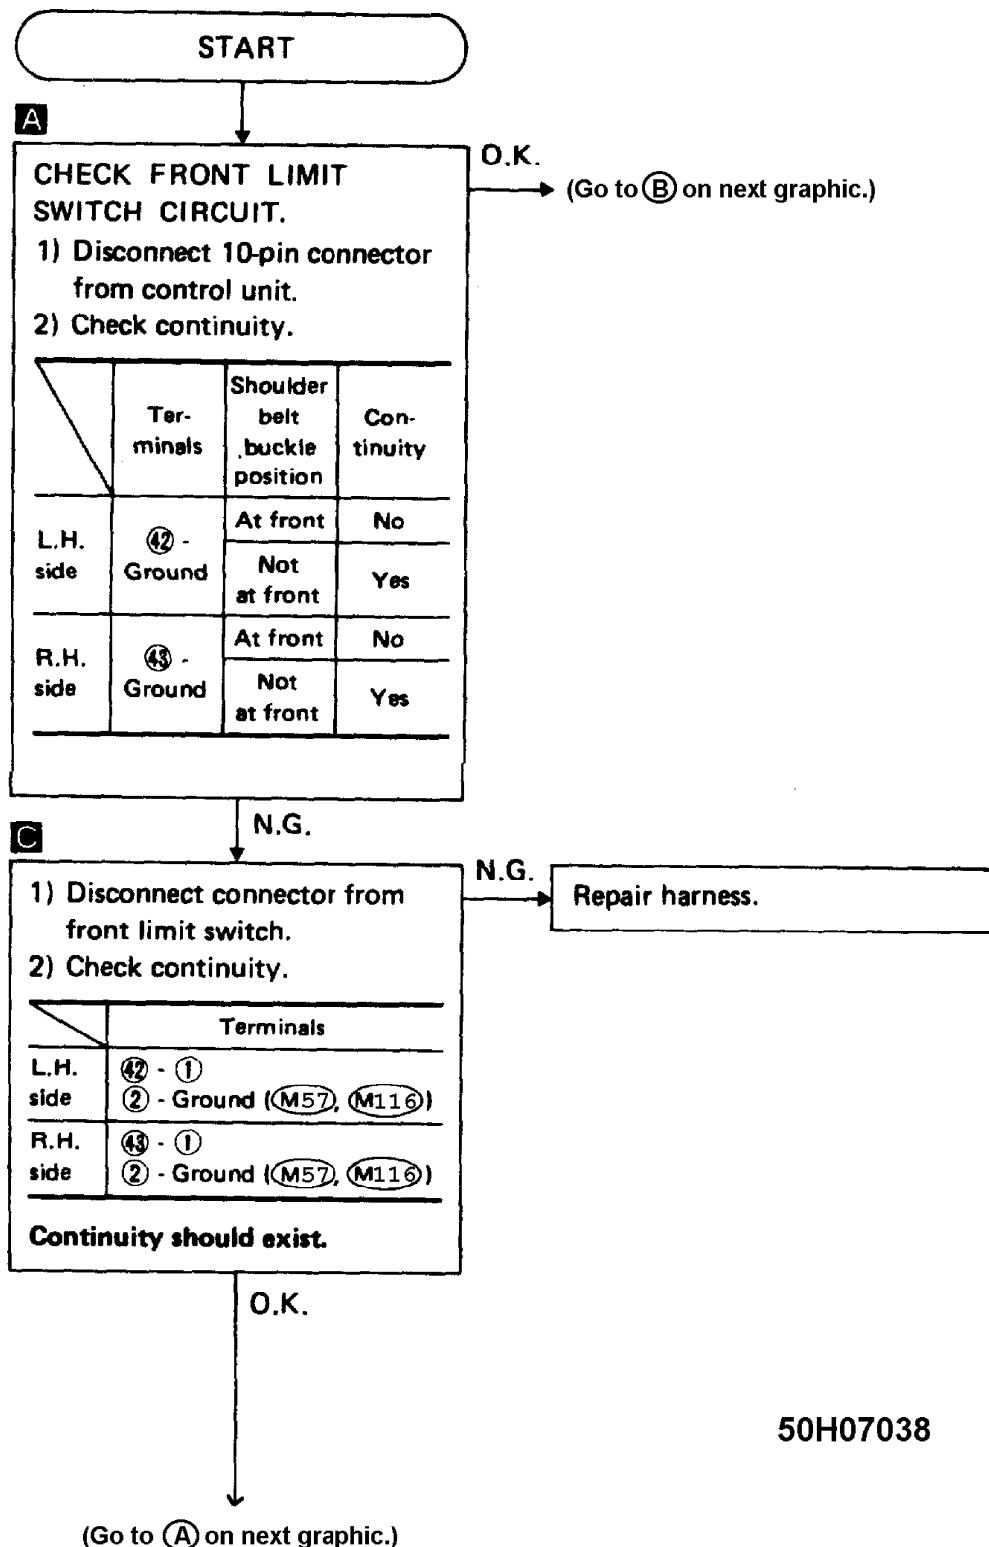 START
A
CHECK FRONT LIMIT
SWITCH CIRCUIT.
1) Disconnect 10-pin connector
from control unit.
2) Check continuity.
Ter-
minals
Shoulder
belt
buckle
position
Con-
tinuity
L.H.
side
42 -
Ground
At front
No
Not
at front
Yes
R.H.
side
43 -
Ground
At front
No
Not
at front
Yes
O.K.
(Go to B on next graphic.)
N.G.
C
1) Disconnect connector from
front limit switch.
2) Check continuity.
Terminals
L.H.
side
42 - 1
2 - Ground (M57, M116)
R.H.
side
43 - 1
2 - Ground (M57, M116)
Continuity should exist.
N.G.
Repair harness.
O.K.
50H07038
(Go to A on next graphic.)